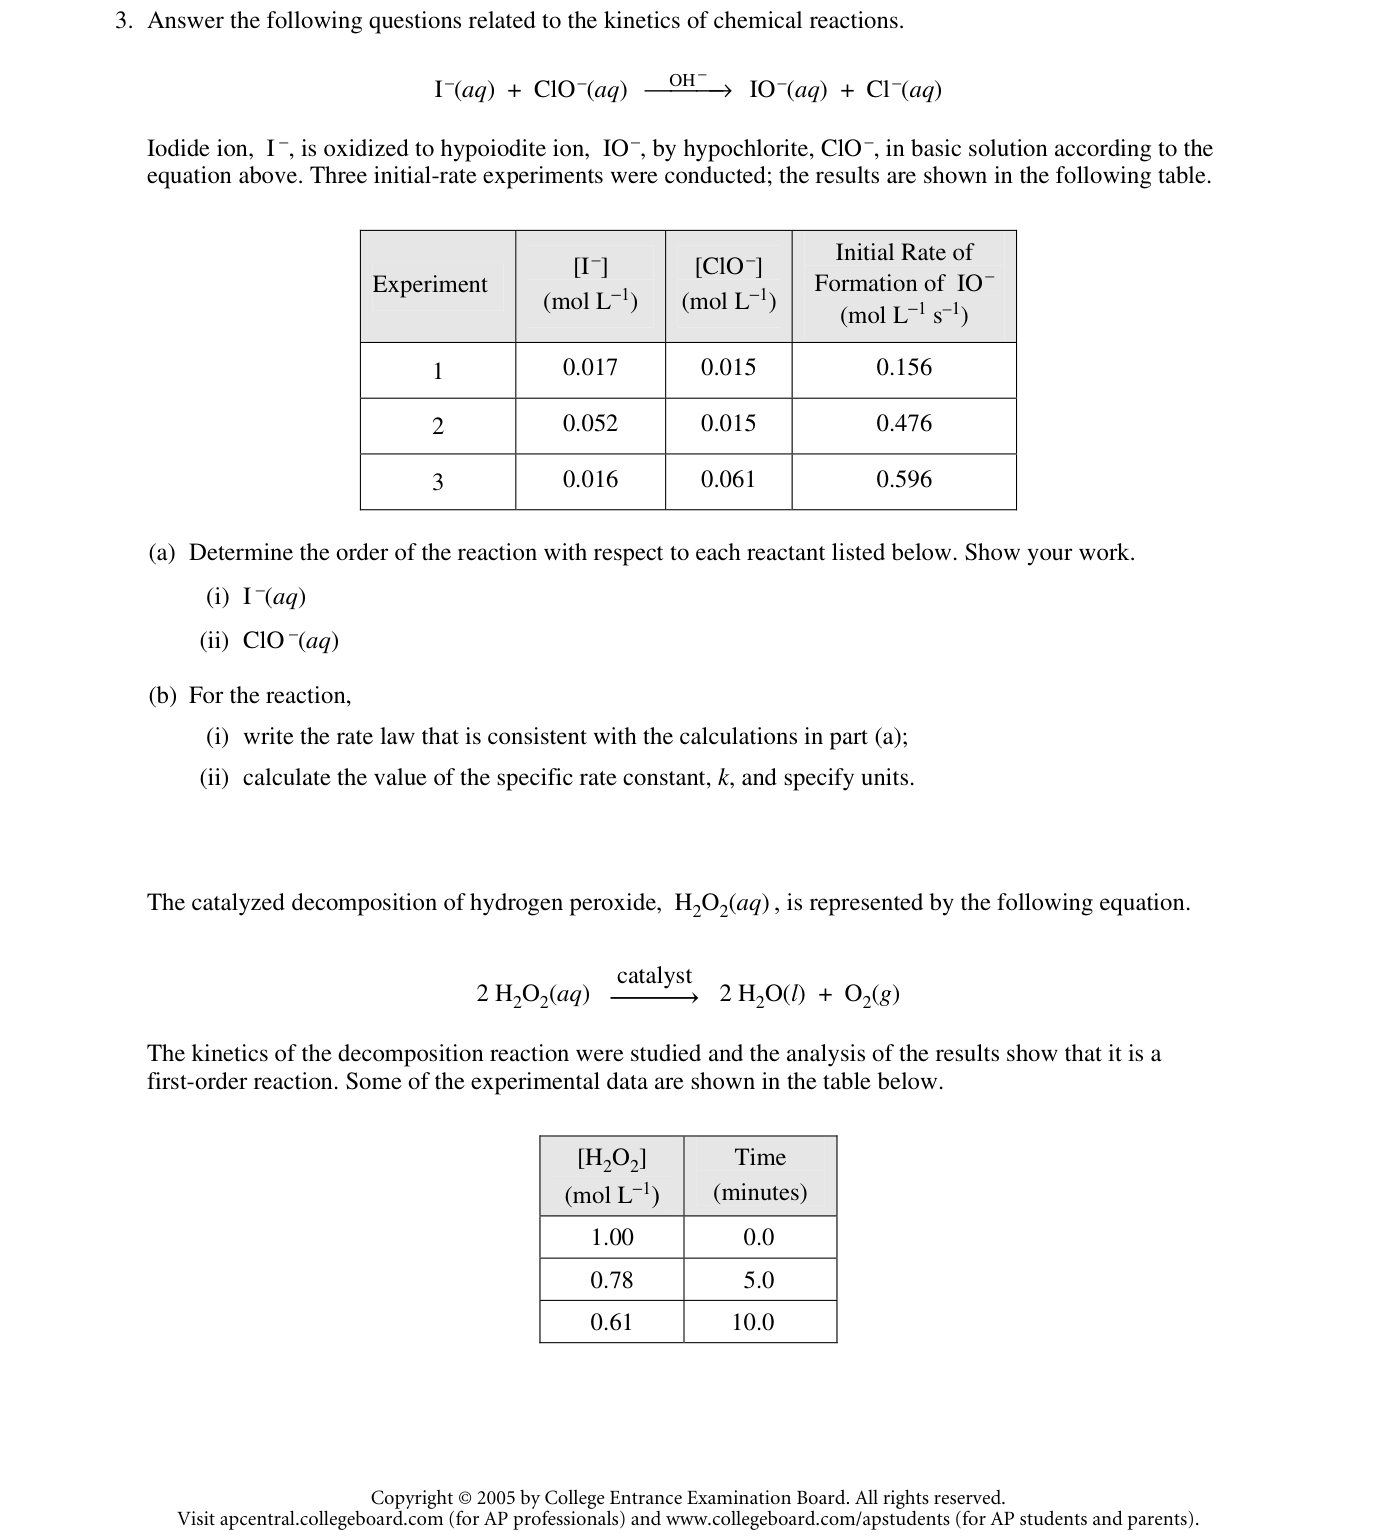 3. Answer the following questions related to the kinetics of chemical reactions.
I⁻(aq) + ClO⁻(aq) —OH⁻→ IO⁻(aq) + Cl⁻(aq)
Iodide ion, I⁻, is oxidized to hypoiodite ion, IO⁻, by hypochlorite, ClO⁻, in basic solution according to the
equation above. Three initial-rate experiments were conducted; the results are shown in the following table.
Experiment
[I⁻]
(mol L⁻¹)
[ClO⁻]
(mol L⁻¹)
Initial Rate of
Formation of IO⁻
(mol L⁻¹ s⁻¹)
1 0.017 0.015 0.156
2 0.052 0.015 0.476
3 0.016 0.061 0.596
(a) Determine the order of the reaction with respect to each reactant listed below. Show your work.
(i) I⁻(aq)
(ii) ClO⁻(aq)
(b) For the reaction,
(i) write the rate law that is consistent with the calculations in part (a);
(ii) calculate the value of the specific rate constant, k, and specify units.
The catalyzed decomposition of hydrogen peroxide, H₂O₂(aq), is represented by the following equation.
2 H₂O₂(aq) —catalyst→ 2 H₂O(l) + O₂(g)
The kinetics of the decomposition reaction were studied and the analysis of the results show that it is a
first-order reaction. Some of the experimental data are shown in the table below.
[H₂O₂]
(mol L⁻¹)
Time
(minutes)
1.00 0.0
0.78 5.0
0.61 10.0
Copyright © 2005 by College Entrance Examination Board. All rights reserved.
Visit apcentral.collegeboard.com (for AP professionals) and www.collegeboard.com/apstudents (for AP students and parents).